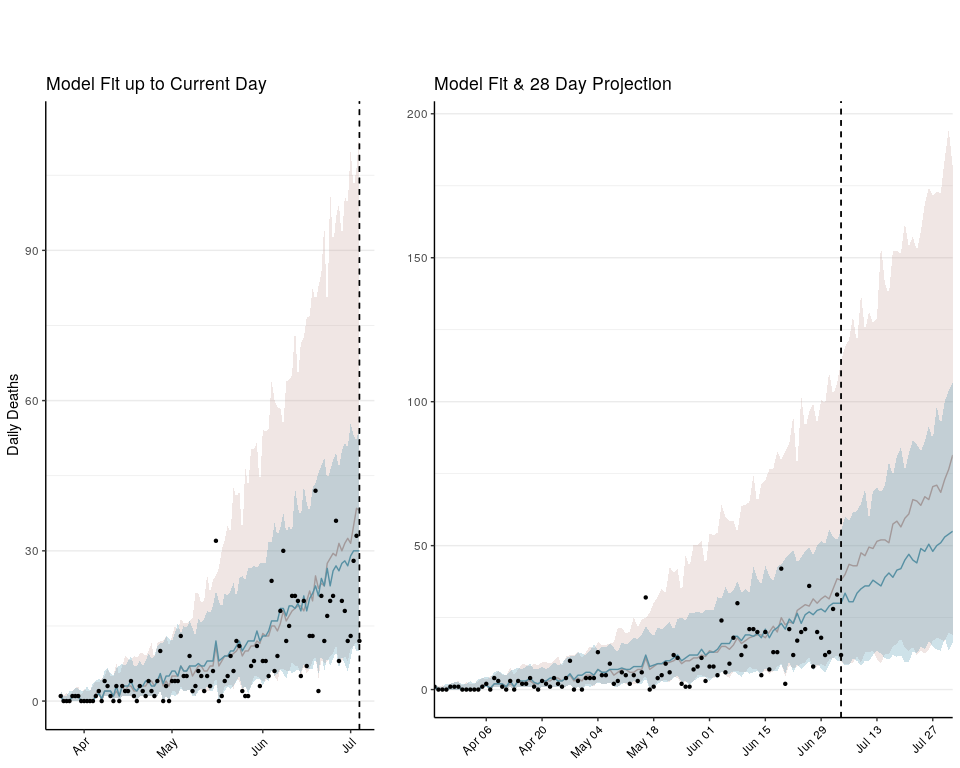 Model Fit up to Current Day
Model Fit & 28 Day Projection
Daily Deaths
90
60
30
0
Apr
May
Jun
Jul
200
150
100
50
0
Apr 06
Apr 20
May 04
May 18
Jun 01
Jun 15
Jun 29
Jul 13
Jul 27